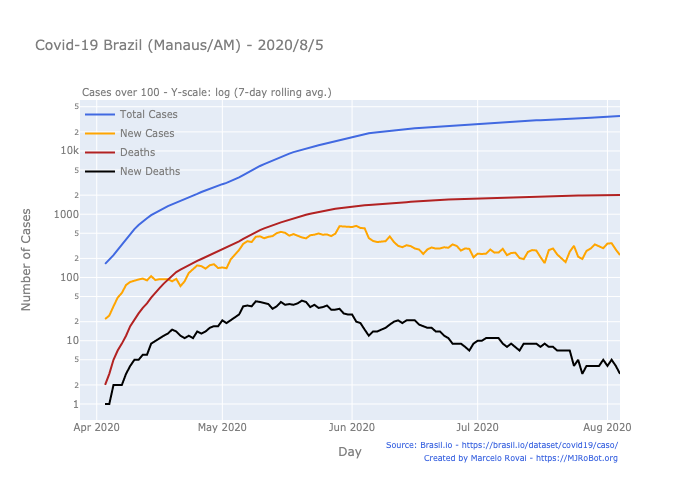 Covid-19 Brazil (Manaus/AM) - 2020/8/5
Cases over 100 - Y-scale: log (7-day rolling avg.)
Total Cases
New Cases
Deaths
New Deaths
Number of Cases
5
2
10k
5
2
1000
5
2
100
5
2
10
5
2
1
Apr 2020
May 2020
Jun 2020
Jul 2020
Aug 2020
Day
Source: Brasil.io - https://brasil.io/dataset/covid19/caso/
Created by Marcelo Rovai - https://MJRoBot.org